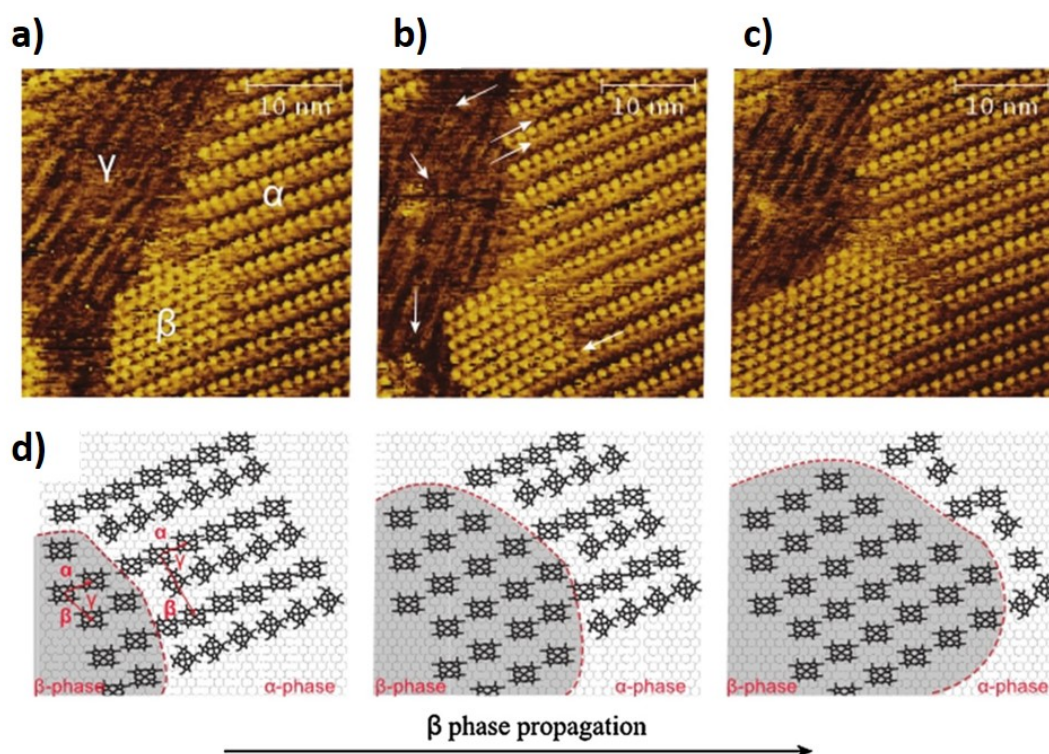 a)
b)
c)
10 nm
10 nm
10 nm
γ
α
β
d)
α
γ
β
α
γ
β
β-phase
α-phase
β-phase
α-phase
β-phase
α-phase
β phase propagation